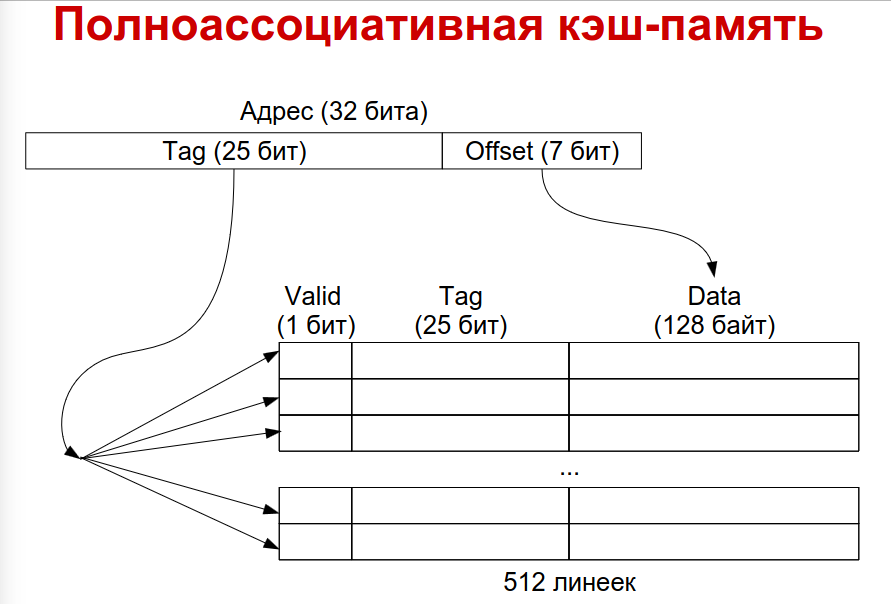 Полноассоциативная кэш-память
Адрес (32 бита)
Tag (25 бит)
Offset (7 бит)
Valid
(1 бит)
Tag
(25 бит)
Data
(128 байт)
...
512 линеек